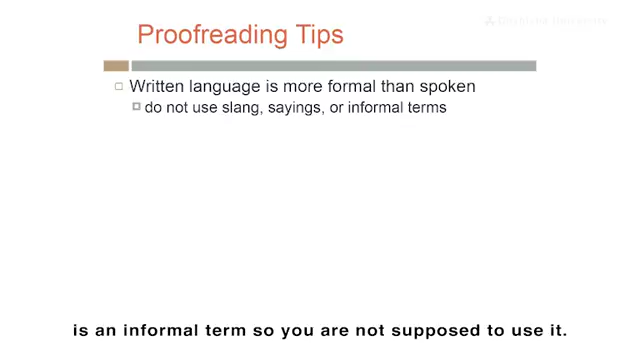 Proofreading Tips
Written language is more formal than spoken
do not use slang, sayings, or informal terms
is an informal term so you are not supposed to use it.